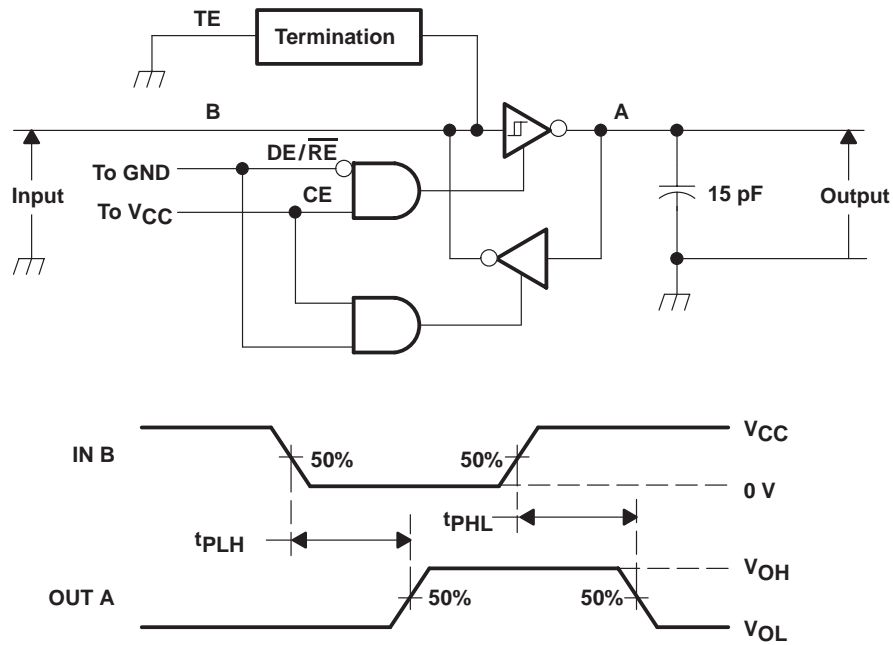 TE
Termination
B
A
DE/RE
To GND
CE
To VCC
Input
15 pF
Output
IN B
50%
50%
VCC
0 V
tPLH
tPHL
OUT A
50%
50%
VOH
VOL